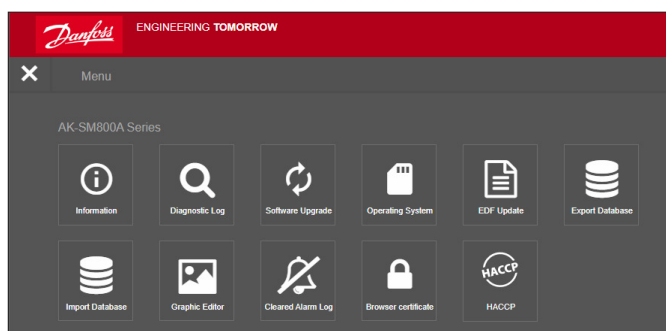 Danfoss
ENGINEERING TOMORROW
Menu
AK-SM800A Series
Information
Diagnostic Log
Software Upgrade
Operating System
EDF Update
Export Database
Import Database
Graphic Editor
Cleared Alarm Log
Browser certificate
HACCP
HACCP